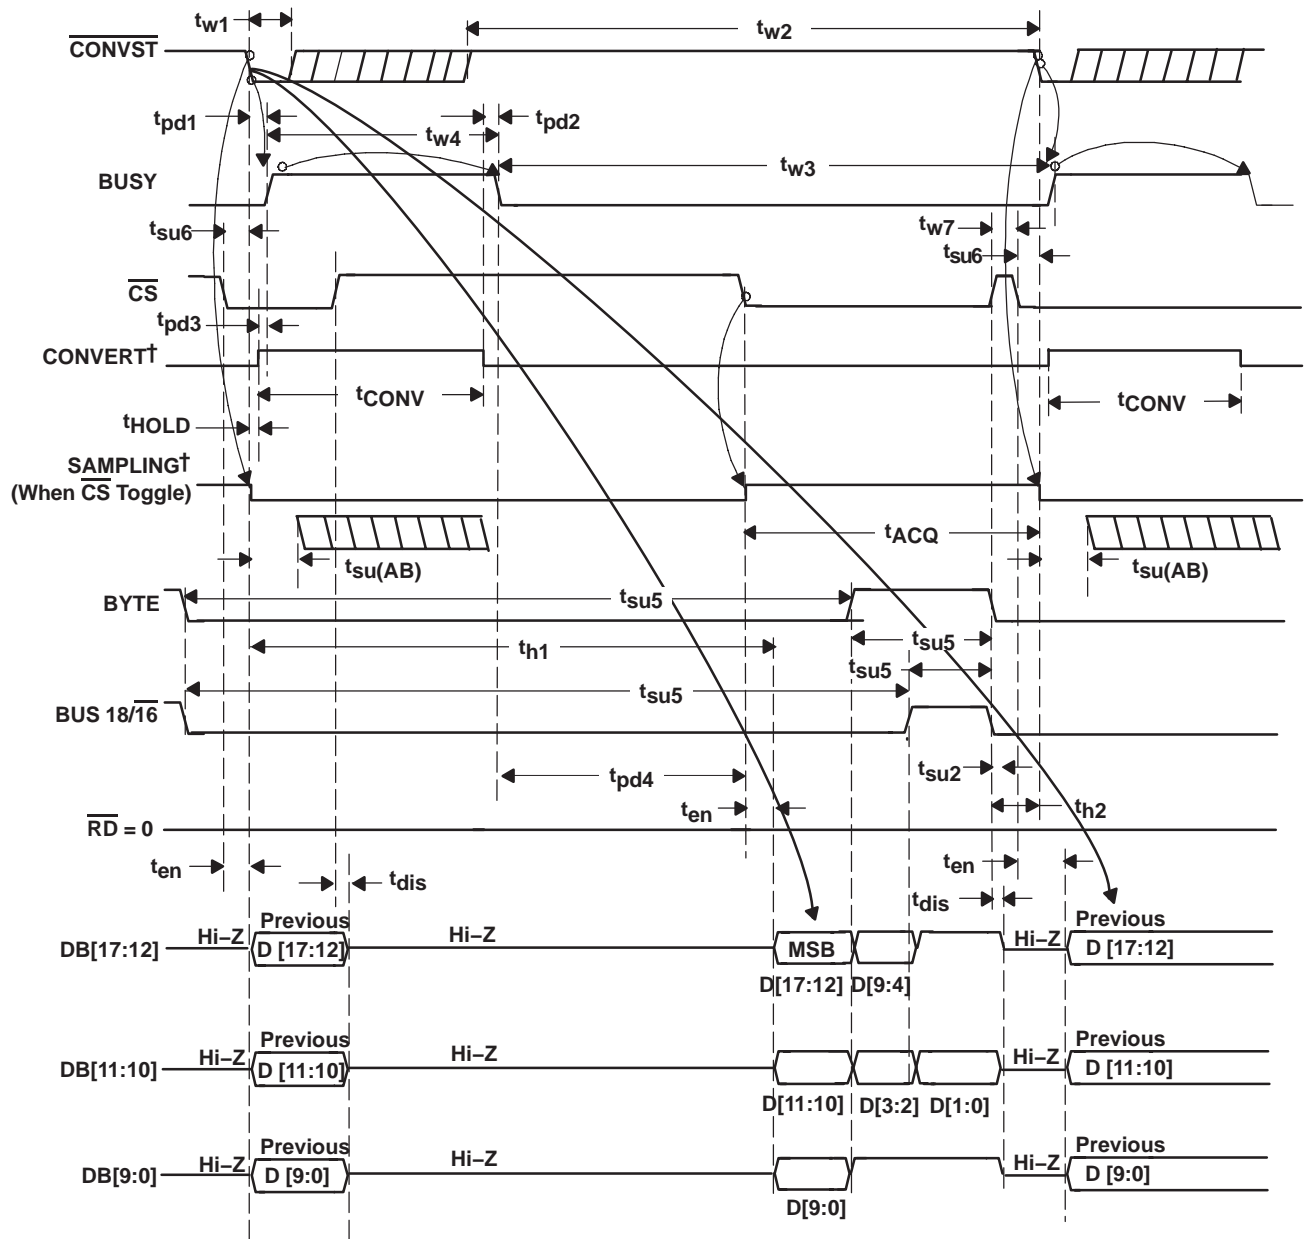 tw1
tw2
CONVST
tpd1
tw4
tpd2
tw3
BUSY
tsu6
tw7
tsu6
CS
tpd3
CONVERT†
tCONV
tCONV
tHOLD
SAMPLING†
(When CS Toggle)
tACQ
tsu(AB)
tsu(AB)
BYTE
tsu5
th1
tsu5
tsu5
tsu5
BUS 18/16
tpd4
tsu2
ten
th2
RD = 0
ten
tdis
ten
tdis
DB[17:12]
Hi–Z
Previous
D [17:12]
Hi–Z
MSB
D[17:12]
D[9:4]
Hi–Z
Previous
D [17:12]
DB[11:10]
Hi–Z
Previous
D [11:10]
Hi–Z
D[11:10]
D[3:2]
D[1:0]
Hi–Z
Previous
D [11:10]
DB[9:0]
Hi–Z
Previous
D [9:0]
Hi–Z
D[9:0]
Hi–Z
Previous
D [9:0]